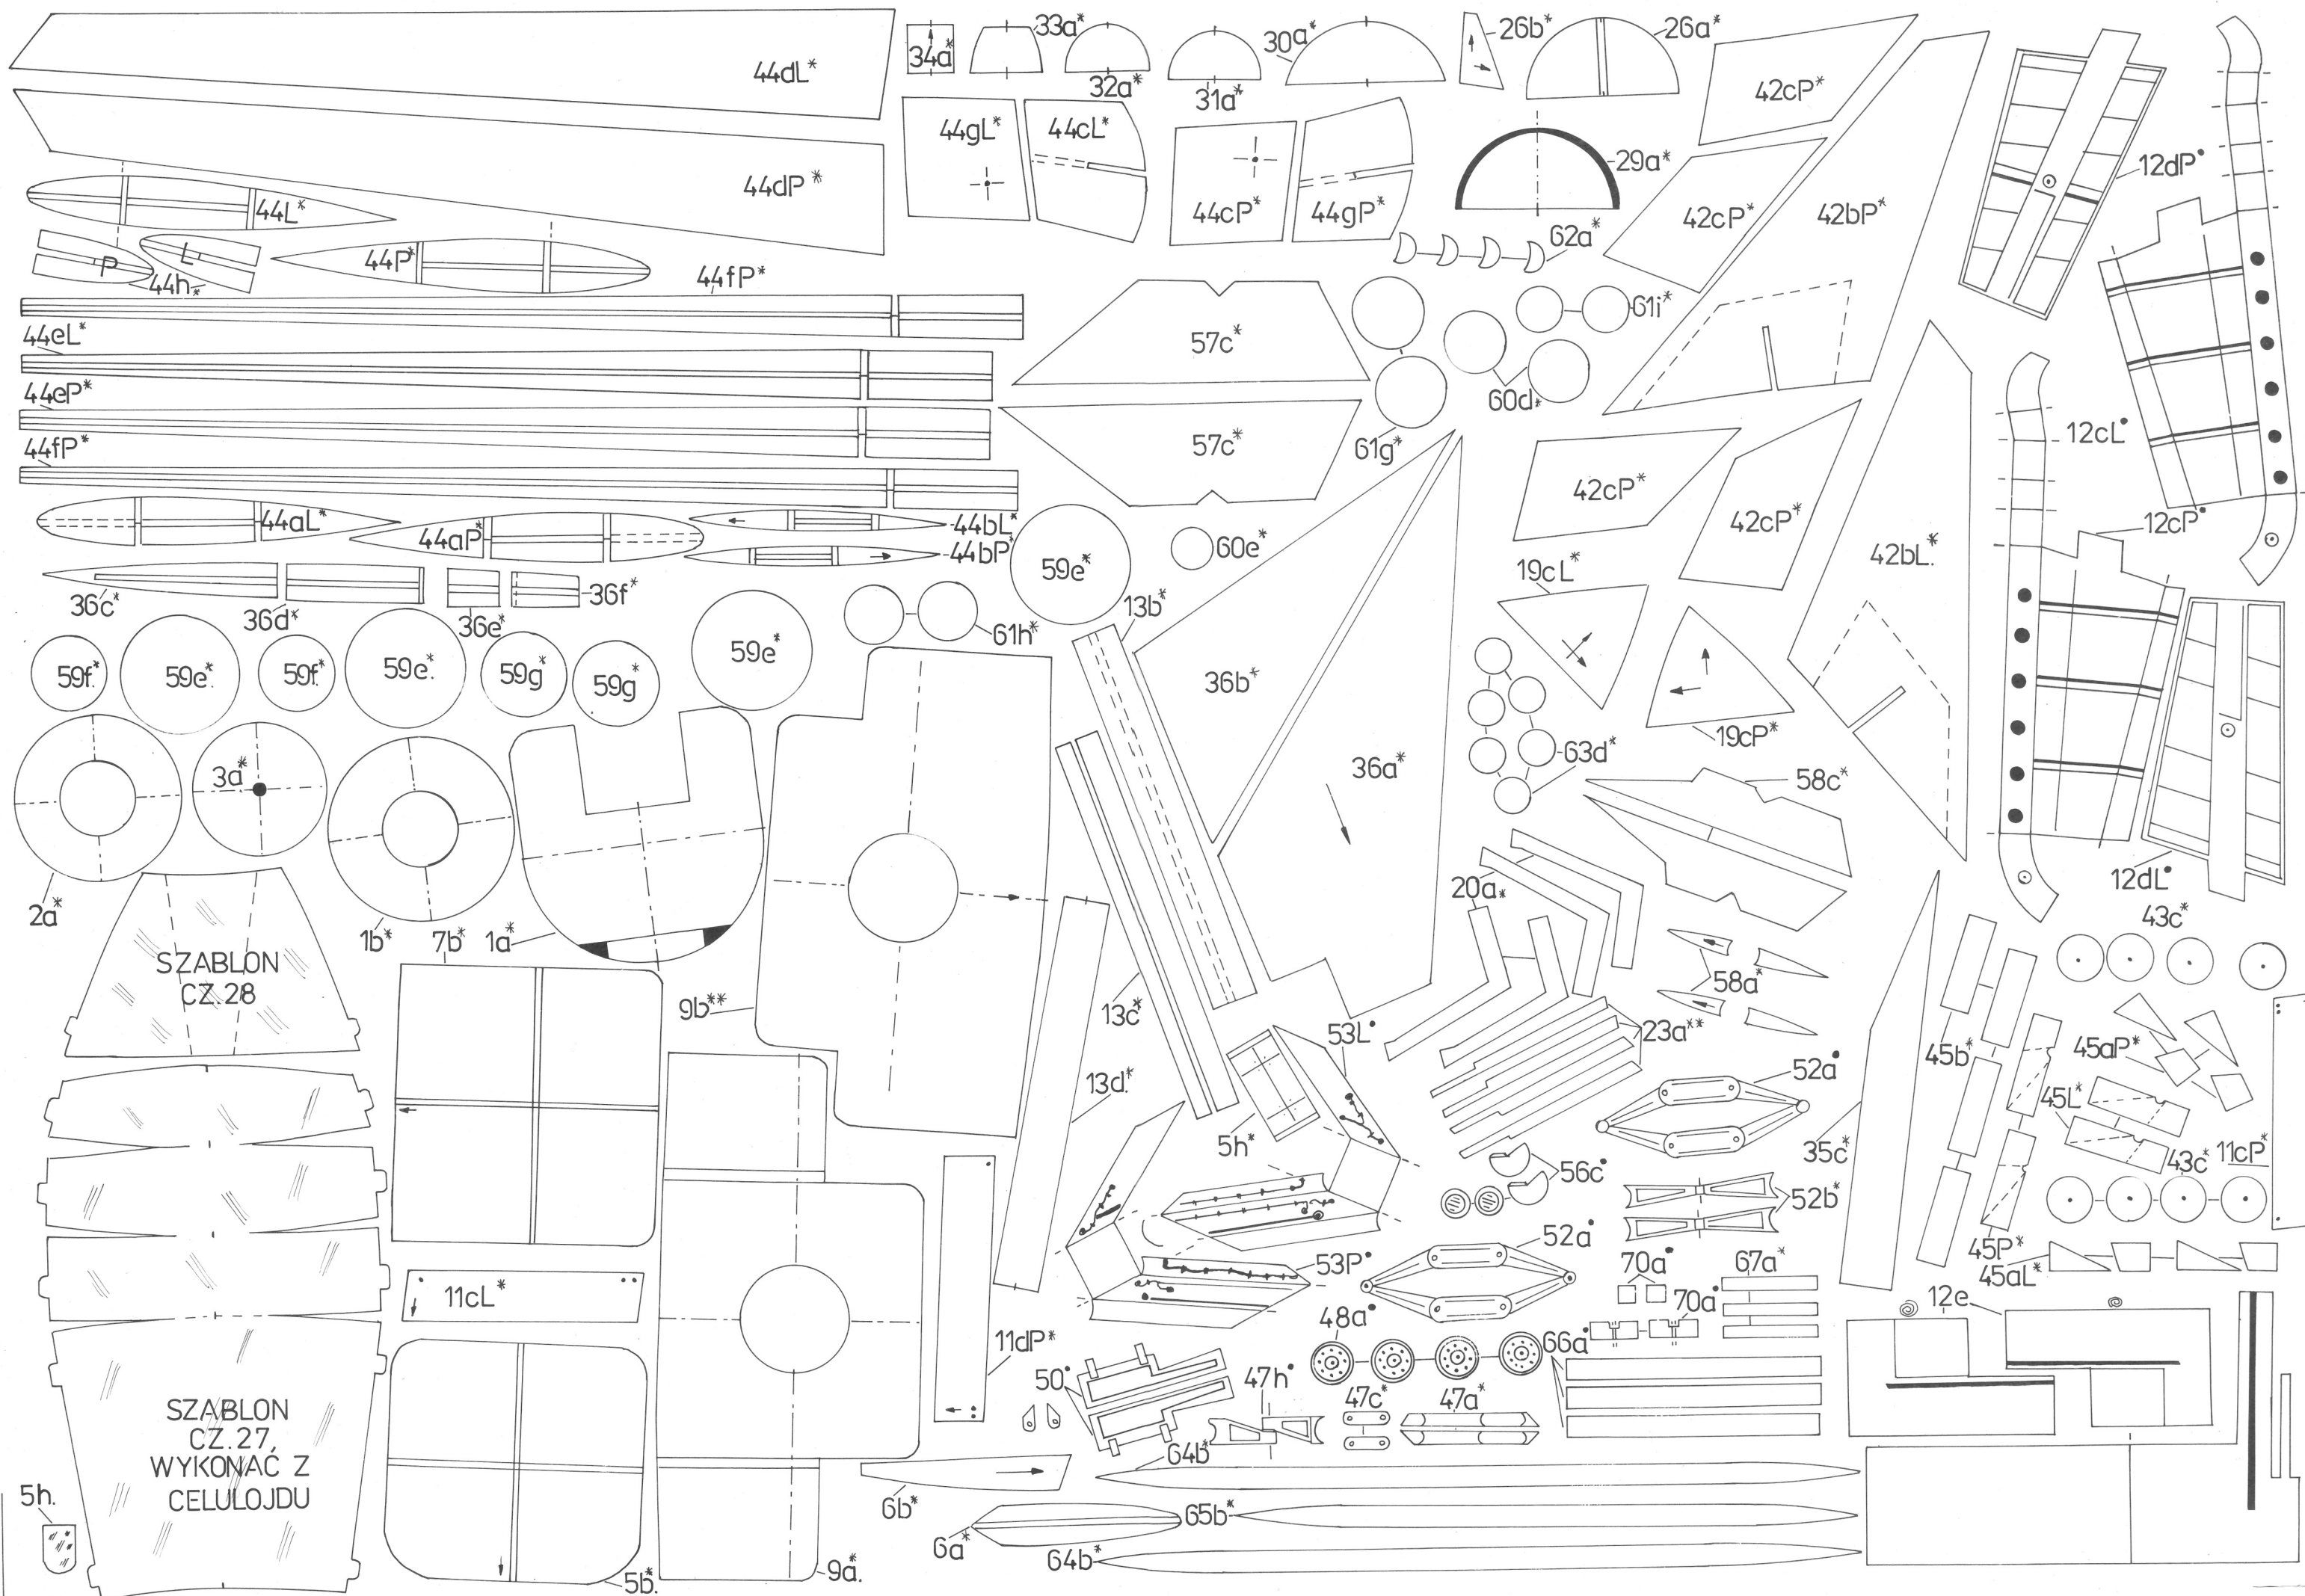 44dL*
34a*
33a*
32a*
31a*
30a*
26b*
26a*
42cP*
44dP*
44gL*
44cL*
44cP*
44gP*
29a*
42cP*
42bP*
12dP•
62a*
44L*
P
L
44h*
44P*
44fP*
44eL*
44eP*
44fP*
57c*
57c*
61i*
60d*
61g*
12cL•
12cP•
42cP*
42cP*
42bL*
44aL*
44aP*
44bL*
44bP*
59e*
60e*
36c*
36d*
36e*
36f*
61h*
13b*
19cL*
19cP*
59f*
59e*
59f*
59e*
59g*
59g*
59e*
36b*
36a*
63d*
58c*
3a*
2a*
1b*
7b*
1a*
9b**
13c*
13d*
20a*
58a*
23a**
12dL•
43c*
SZABLON
CZ.28
53L•
5h*
52a•
45b*
45aP*
45L*
35c*
43c*
11cP*
56c•
52b*
45P*
45aL*
53P•
52a•
70a•
67a*
70a•
12e
11cL*
11dP*
48a•
66a•
50•
47h•
47c*
47a*
SZABLON
CZ.27,
WYKONAĆ Z
CELULOJDU
5h.
64b*
6b*
65b*
6a*
64b*
5b*
9a*